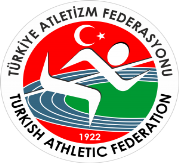 TÜRKİYE ATLETİZM FEDERASYONU
1922
TURKISH ATHLETIC FEDERATION